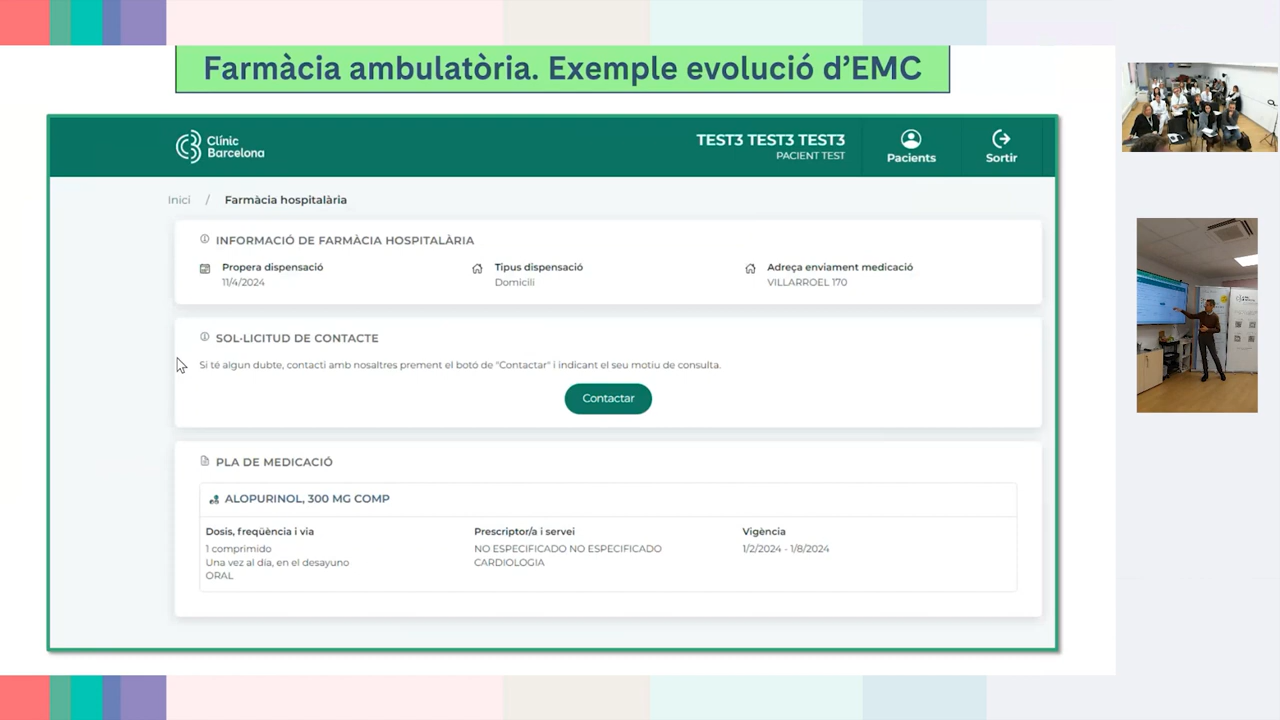 Farmàcia ambulatòria. Exemple evolució d’EMC
Clínic
Barcelona
TEST3 TEST3 TEST3
PACIENT TEST
Pacients
Sortir
Inici / Farmàcia hospitalària
INFORMACIÓ DE FARMÀCIA HOSPITALÀRIA
Propera dispensació
11/4/2024
Tipus dispensació
Domicili
Adreça enviament medicació
VILLARROEL 170
SOL·LICITUD DE CONTACTE
Si té algun dubte, contacti amb nosaltres prement el botó de "Contactar" i indicant el seu motiu de consulta.
Contactar
PLA DE MEDICACIÓ
ALOPURINOL, 300 MG COMP
Dosis, freqüència i via
1 comprimido
Una vez al día, en el desayuno
ORAL
Prescriptor/a i servei
NO ESPECIFICADO NO ESPECIFICADO
CARDIOLOGIA
Vigència
1/2/2024 - 1/8/2024